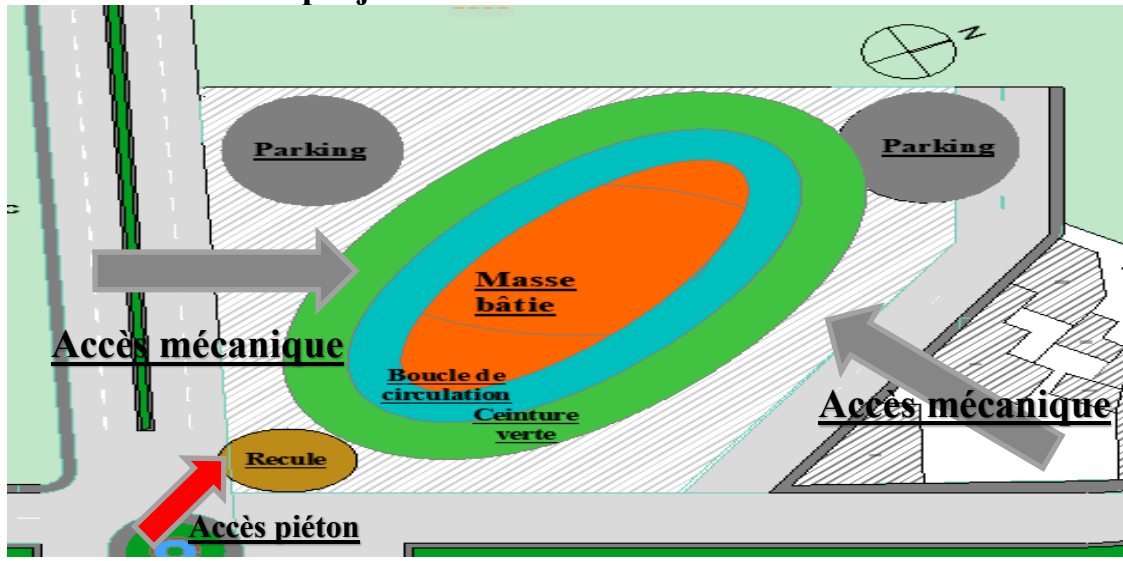 N
Parking
Parking
Masse
bâtie
Accès mécanique
Boucle de
circulation
Accès mécanique
Ceinture
verte
Recule
Accès piéton